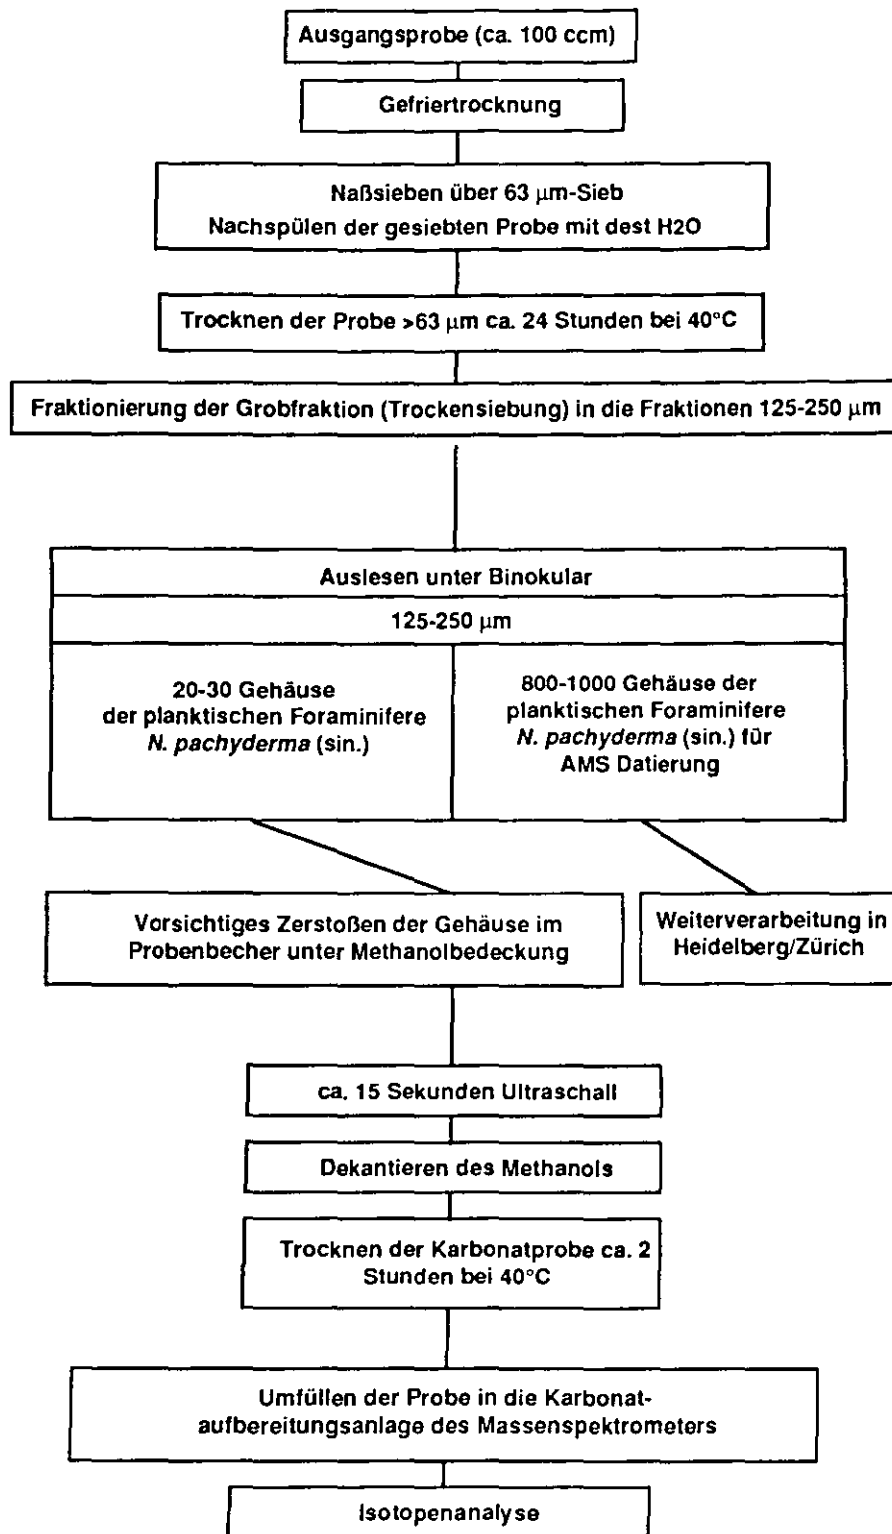 Ausgangsprobe (ca. 100 ccm)
Gefriertrocknung
Naßsieben über 63 µm-Sieb
Nachspülen der gesiebten Probe mit dest H2O
Trocknen der Probe >63 µm ca. 24 Stunden bei 40°C
Fraktionierung der Grobfraktion (Trockensiebung) in die Fraktionen 125-250 µm
Auslesen unter Binokular
125-250 µm
20-30 Gehäuse
der planktischen Foraminifere
N. pachyderma (sin.)
800-1000 Gehäuse der
planktischen Foraminifere
N. pachyderma (sin.) für
AMS Datierung
Vorsichtiges Zerstoßen der Gehäuse im
Probenbecher unter Methanolbedeckung
Weiterverarbeitung in
Heidelberg/Zürich
ca. 15 Sekunden Ultraschall
Dekantieren des Methanols
Trocknen der Karbonatprobe ca. 2
Stunden bei 40°C
Umfüllen der Probe in die Karbonat-
aufbereitungsanlage des Massenspektrometers
Isotopenanalyse